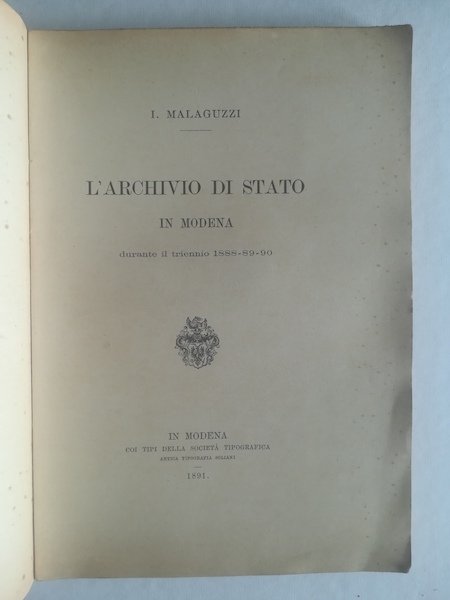 I. MALAGUZZI
L'ARCHIVIO DI STATO
IN MODENA
durante il triennio 1888-89-90
IN MODENA
COI TIPI DELLA SOCIETÀ TIPOGRAFICA
ANTICA TIPOGRAFIA SOLIANI
1891.